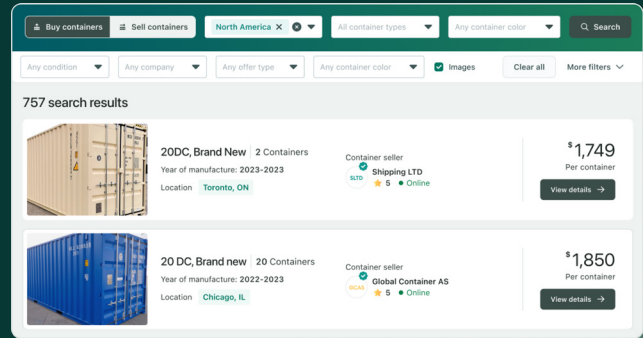 Buy containers Sell containers North America × All container types Any container color Search
Any condition Any company Any offer type Any container color Images Clear all More filters
757 search results
20DC, Brand New 2 Containers
Year of manufacture: 2023-2023
Location Toronto, ON
Container seller
SLTD Shipping LTD
5 Online
$1,749
Per container
View details →
20 DC, Brand new 20 Containers
Year of manufacture: 2022-2023
Location Chicago, IL
Container seller
GCAS Global Container AS
5 Online
$1,850
Per container
View details →